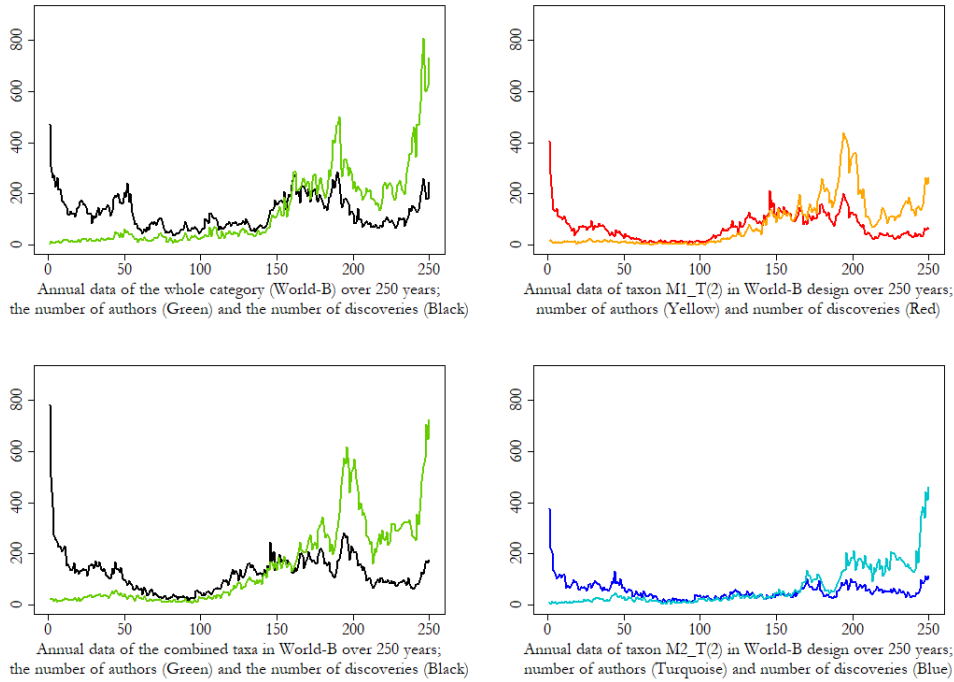 800
600
400
200
0
0 50 100 150 200 250
Annual data of the whole category (World-B) over 250 years;
the number of authors (Green) and the number of discoveries (Black)
800
600
400
200
0
0 50 100 150 200 250
Annual data of taxon M1_T(2) in World-B design over 250 years;
number of authors (Yellow) and number of discoveries (Red)
800
600
400
200
0
0 50 100 150 200 250
Annual data of the combined taxa in World-B over 250 years;
the number of authors (Green) and the number of discoveries (Black)
800
600
400
200
0
0 50 100 150 200 250
Annual data of taxon M2_T(2) in World-B design over 250 years;
number of authors (Turquoise) and number of discoveries (Blue)